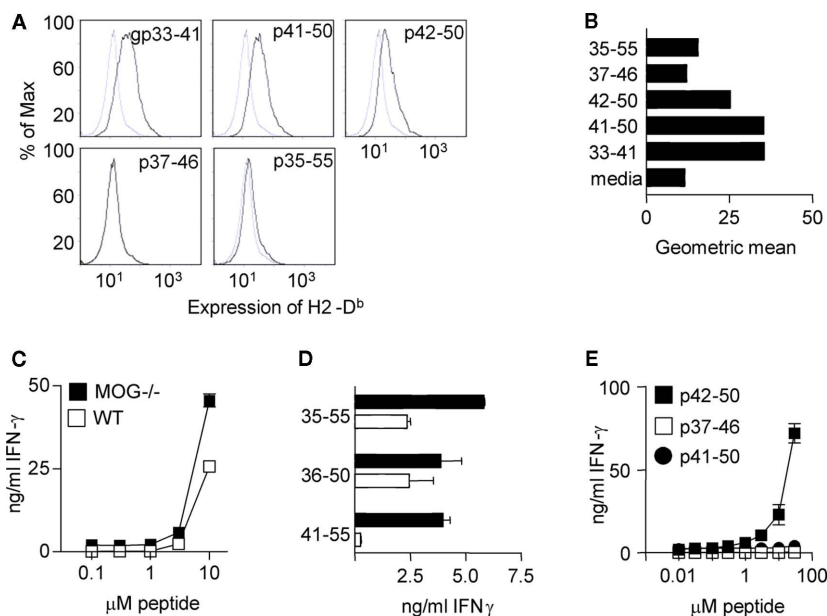 A
gp33-41
p41-50
p42-50
100
60
20
% of Max
10¹ 10³
p37-46
p35-55
100
60
20
10¹ 10³
10¹ 10³
Expression of H2 -Dᵇ
B
35-55
37-46
42-50
41-50
33-41
media
0 25 50
Geometric mean
C
MOG-/-
WT
50
25
0
ng/ml IFN-γ
0.1 1 10
μM peptide
D
35-55
36-50
41-55
2.5 5.0 7.5
ng/ml IFNγ
E
p42-50
p37-46
p41-50
100
50
0
ng/ml IFN-γ
0.01 1 100
μM peptide